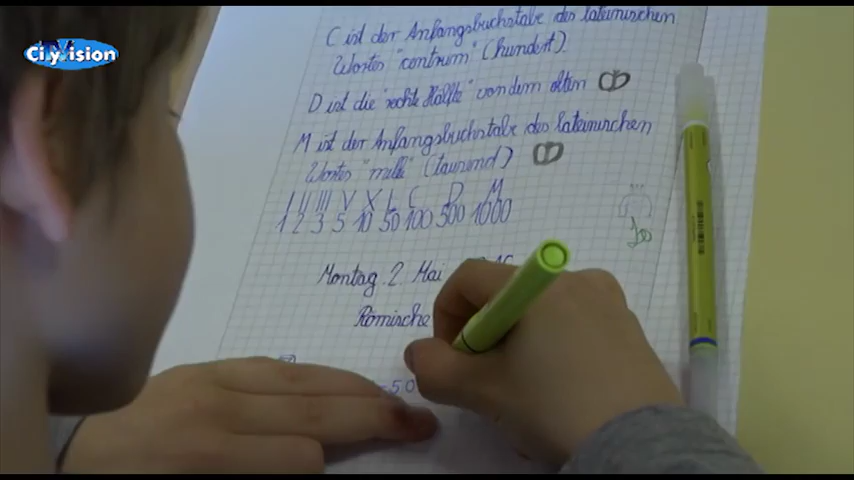 TV Cityvision
C ist der Anfangsbuchstabe des lateinischen
Wortes "centrum" (hundert).
D ist die "rechte Hälfte" von dem alten
M ist der Anfangsbuchstabe des lateinischen
Wortes "mille" (tausend)
I II III V X L C D M
1 2 3 5 10 50 100 500 1000
Montag 2. Mai
Römische
50